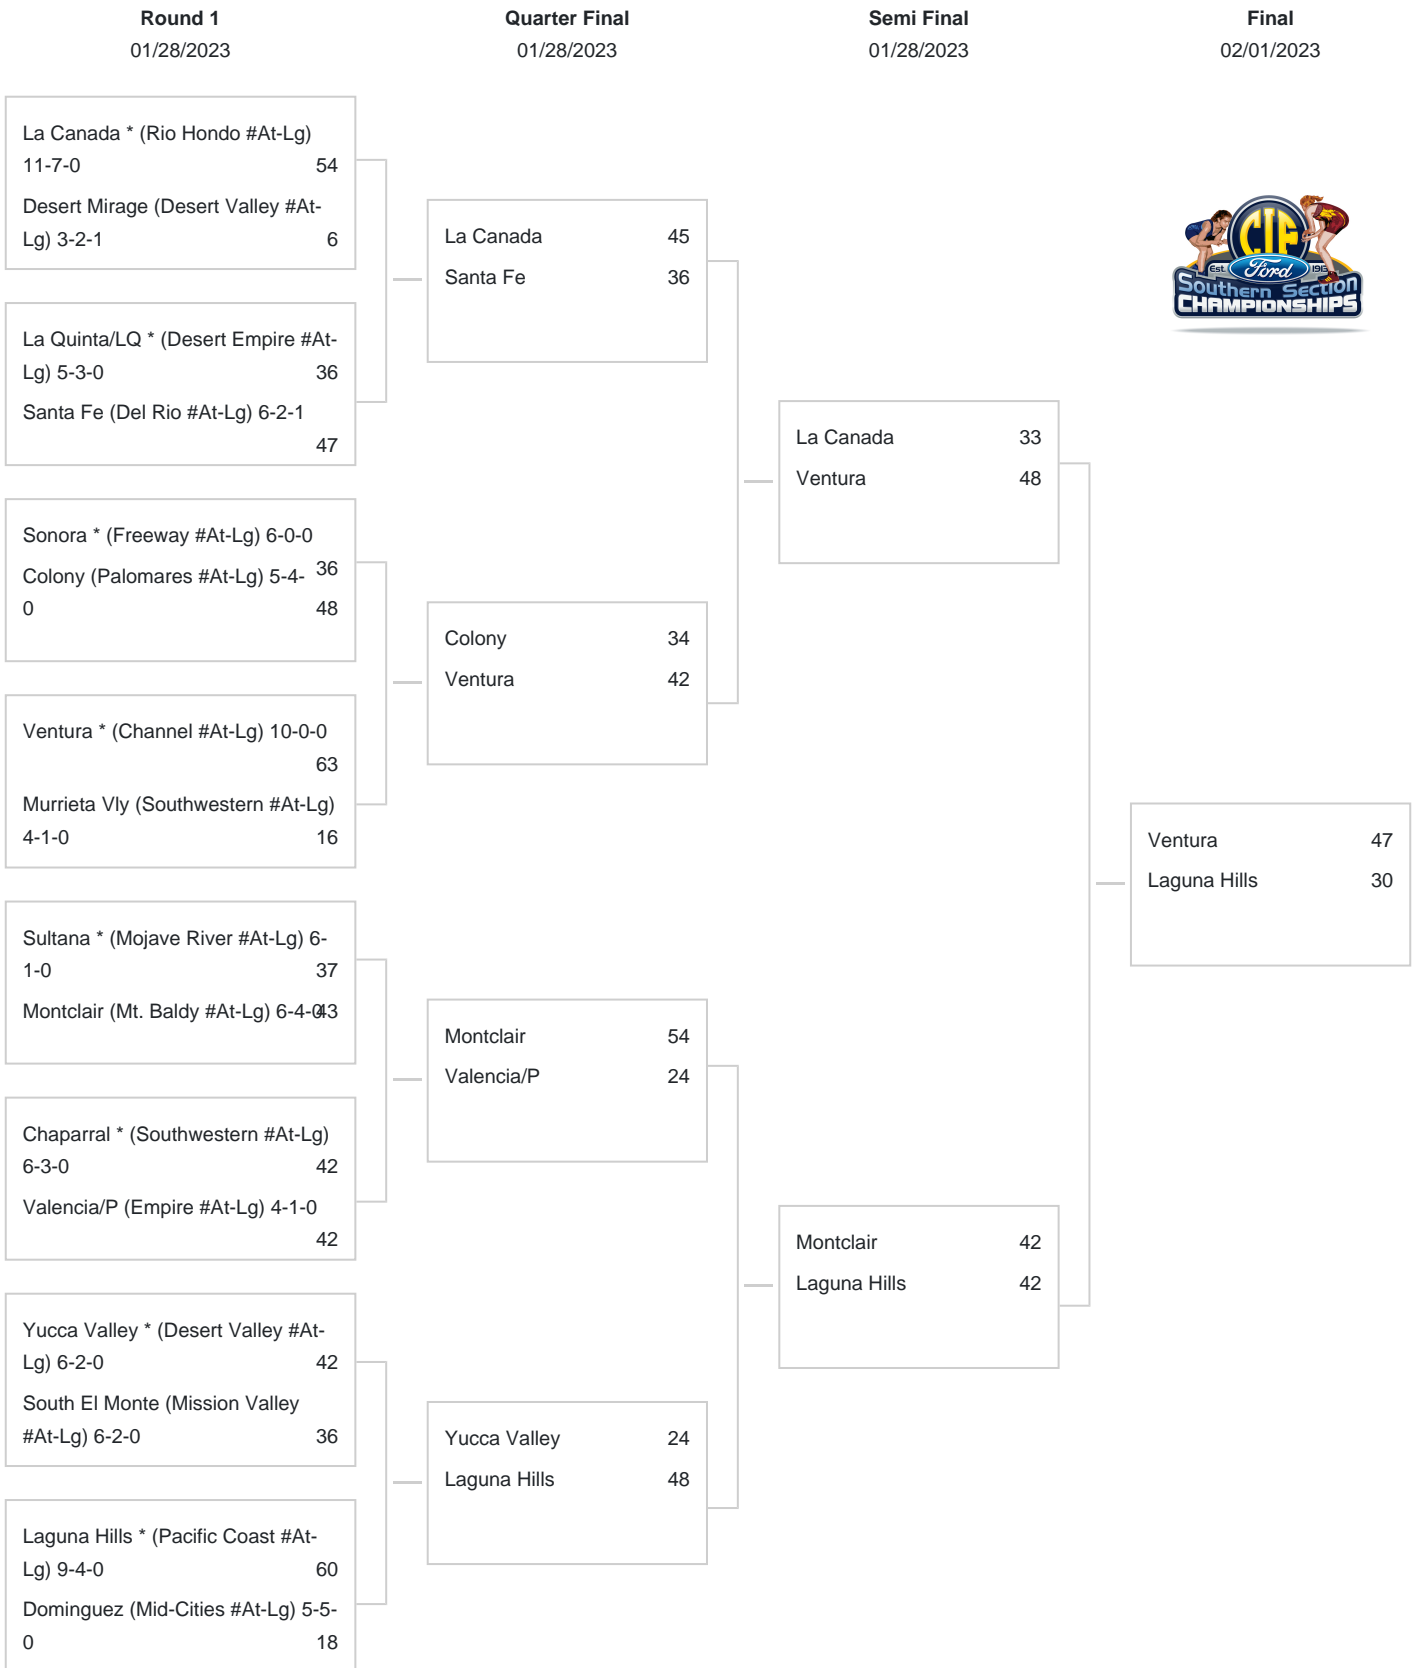 Round 1
01/28/2023
Quarter Final
01/28/2023
Semi Final
01/28/2023
Final
02/01/2023
La Canada * (Rio Hondo #At-Lg)
11-7-0 54
Desert Mirage (Desert Valley #At-
Lg) 3-2-1 6
La Quinta/LQ * (Desert Empire #At-
Lg) 5-3-0 36
Santa Fe (Del Rio #At-Lg) 6-2-1
47
Sonora * (Freeway #At-Lg) 6-0-0
36
Colony (Palomares #At-Lg) 5-4-
0 48
Ventura * (Channel #At-Lg) 10-0-0
63
Murrieta Vly (Southwestern #At-Lg)
4-1-0 16
Sultana * (Mojave River #At-Lg) 6-
1-0 37
Montclair (Mt. Baldy #At-Lg) 6-4-0 43
Chaparral * (Southwestern #At-Lg)
6-3-0 42
Valencia/P (Empire #At-Lg) 4-1-0
42
Yucca Valley * (Desert Valley #At-
Lg) 6-2-0 42
South El Monte (Mission Valley
#At-Lg) 6-2-0 36
Laguna Hills * (Pacific Coast #At-
Lg) 9-4-0 60
Dominguez (Mid-Cities #At-Lg) 5-5-
0 18
La Canada 45
Santa Fe 36
Colony 34
Ventura 42
Montclair 54
Valencia/P 24
Yucca Valley 24
Laguna Hills 48
La Canada 33
Ventura 48
Montclair 42
Laguna Hills 42
Ventura 47
Laguna Hills 30
CIF
Est. Ford 1913
Southern Section
CHAMPIONSHIPS